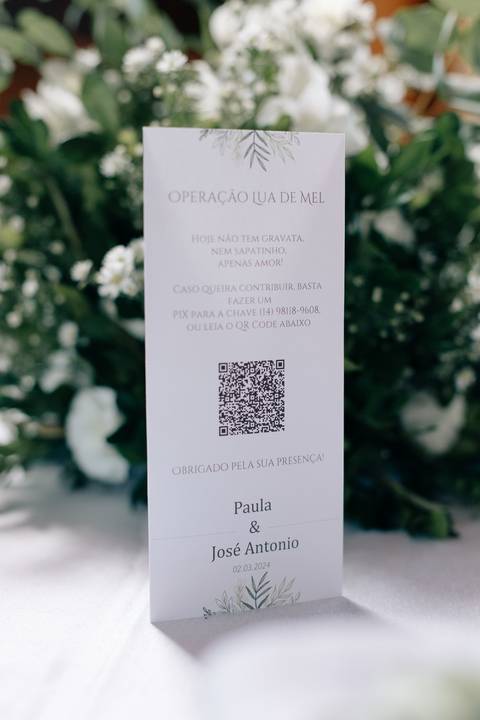 Operação Lua de Mel
Hoje não tem gravata,
nem sapatinho,
apenas amor!
Caso queira contribuir, basta
fazer um
PIX para a chave (14) 98118-9608,
ou leia o QR Code abaixo
Obrigado pela sua presença!
Paula
&
José Antonio
02.03.2024